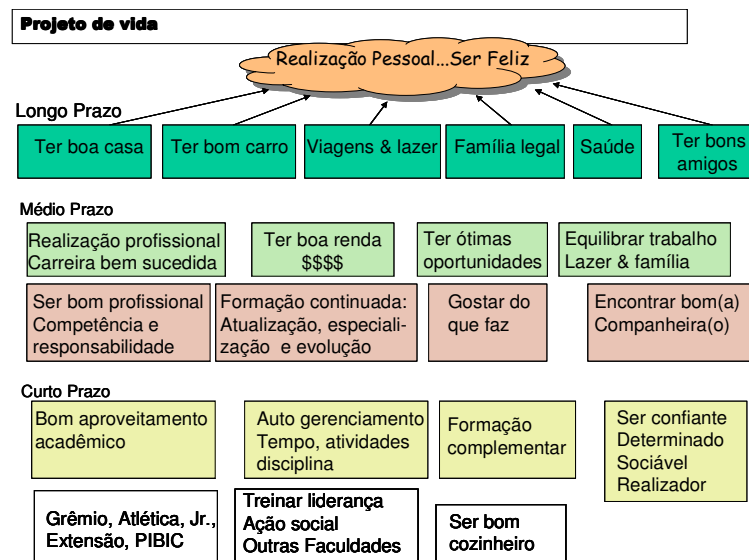 Projeto de vida
Realização Pessoal...Ser Feliz
Longo Prazo
Ter boa casa
Ter bom carro
Viagens & lazer
Família legal
Saúde
Ter bons
amigos
Médio Prazo
Realização profissional
Carreira bem sucedida
Ter boa renda
$$$$
Ter ótimas
oportunidades
Equilibrar trabalho
Lazer & família
Ser bom profissional
Competência e
responsabilidade
Formação continuada:
Atualização, especiali-
zação e evolução
Gostar do
que faz
Encontrar bom(a)
Companheira(o)
Curto Prazo
Bom aproveitamento
acadêmico
Auto gerenciamento
Tempo, atividades
disciplina
Formação
complementar
Ser confiante
Determinado
Sociável
Realizador
Grêmio, Atlética, Jr.,
Extensão, PIBIC
Treinar liderança
Ação social
Outras Faculdades
Ser bom
cozinheiro